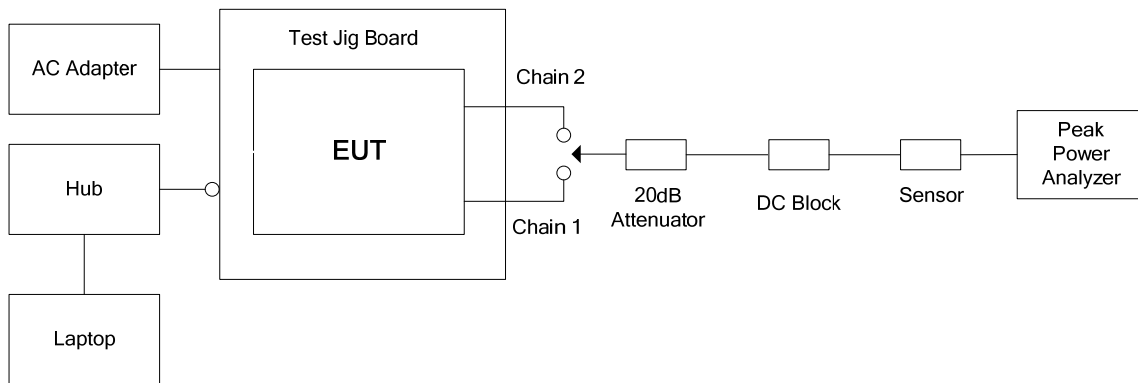 AC Adapter
Test Jig Board
EUT
Chain 2
Chain 1
Hub
Laptop
20dB
Attenuator
DC Block
Sensor
Peak
Power
Analyzer